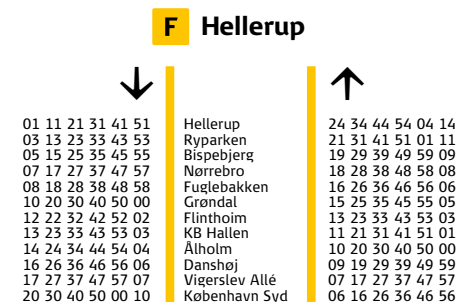 F Hellerup
01 11 21 31 41 51 Hellerup 24 34 44 54 04 14
03 13 23 33 43 53 Ryparken 21 31 41 51 01 11
05 15 25 35 45 55 Bispebjerg 19 29 39 49 59 09
07 17 27 37 47 57 Nørrebro 18 28 38 48 58 08
08 18 28 38 48 58 Fuglebakken 16 26 36 46 56 06
10 20 30 40 50 00 Grøndal 15 25 35 45 55 05
12 22 32 42 52 02 Flintholm 13 23 33 43 53 03
13 23 33 43 53 03 KB Hallen 11 21 31 41 51 01
14 24 34 44 54 04 Ålholm 10 20 30 40 50 00
16 26 36 46 56 06 Danshøj 09 19 29 39 49 59
17 27 37 47 57 07 Vigerslev Allé 07 17 27 37 47 57
20 30 40 50 00 10 København Syd 06 16 26 36 46 56